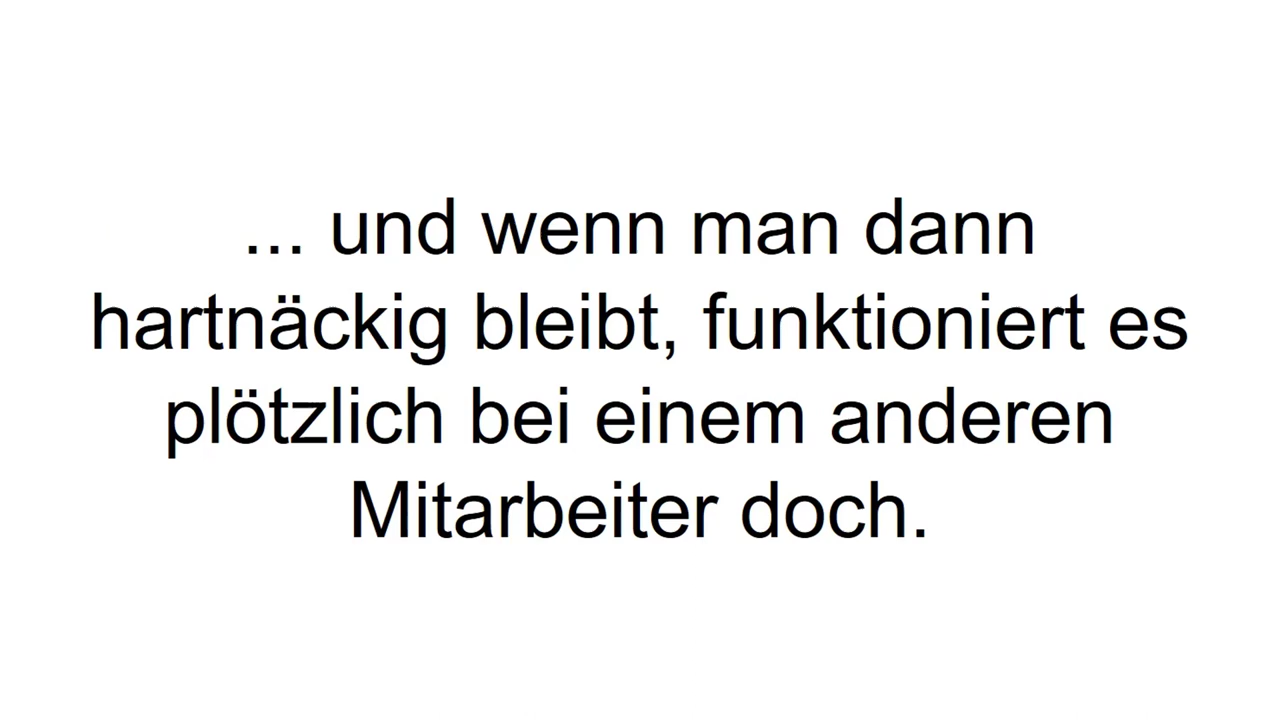 ... und wenn man dann
hartnäckig bleibt, funktioniert es
plötzlich bei einem anderen
Mitarbeiter doch.